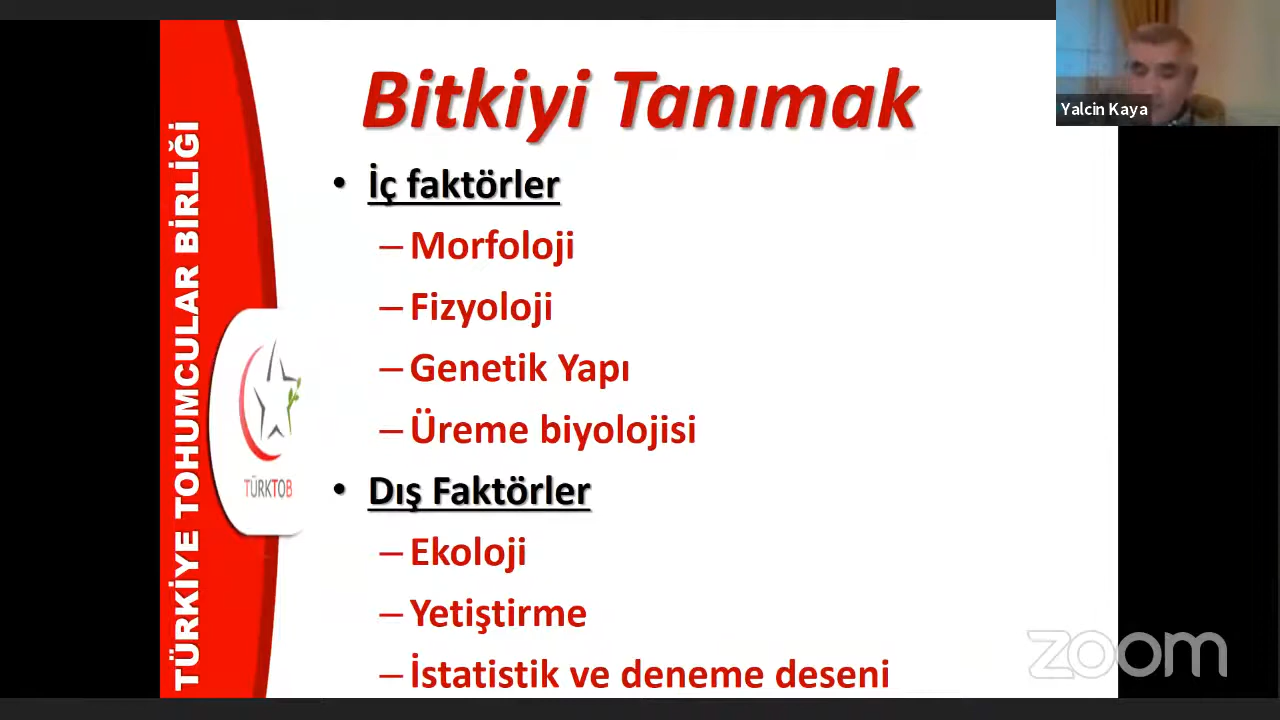 Bitkiyi Tanımak
Yalcin Kaya
• İç faktörler
– Morfoloji
– Fizyoloji
– Genetik Yapı
– Üreme biyolojisi
• Dış Faktörler
– Ekoloji
– Yetiştirme
– İstatistik ve deneme deseni
TÜRKİYE TOHUMCULAR BİRLİĞİ
TÜRKTOB
zoom